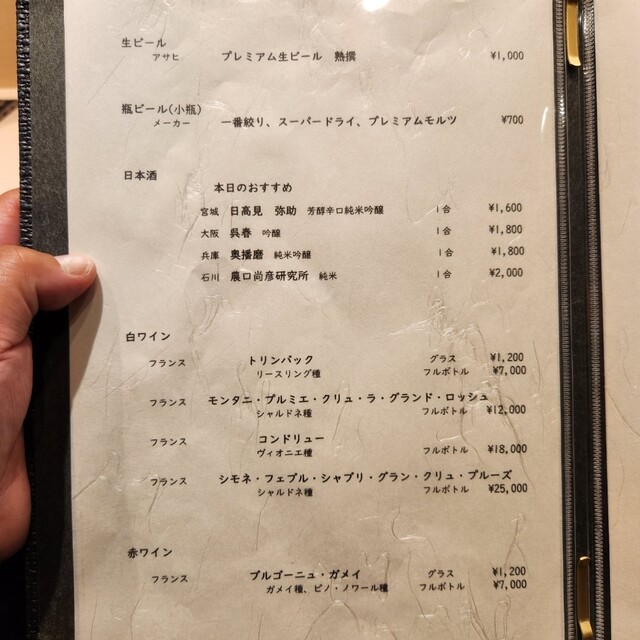 生ビール
アサヒ プレミアム生ビール 熟撰 ¥1,000
瓶ビール(小瓶)
メーカー 一番絞り、スーパードライ、プレミアムモルツ ¥700
日本酒
本日のおすすめ
宮城 日高見 弥助 芳醇辛口純米吟醸 1合 ¥1,600
大阪 呉春 吟醸 1合 ¥1,800
兵庫 奥播磨 純米吟醸 1合 ¥1,800
石川 農口尚彦研究所 純米 1合 ¥2,000
白ワイン
フランス トリンバック グラス ¥1,200
リースリング種 フルボトル ¥7,000
フランス モンタニ・プルミエ・クリュ・ラ・グランド・ロッシュ
シャルドネ種 フルボトル ¥12,000
フランス コンドリュー
ヴィオニエ種 フルボトル ¥18,000
フランス シモネ・フェブル・シャブリ・グラン・クリュ・プルーズ
シャルドネ種 フルボトル ¥25,000
赤ワイン
フランス ブルゴーニュ・ガメイ グラス ¥1,200
ガメイ種、ピノ・ノワール種 フルボトル ¥7,000